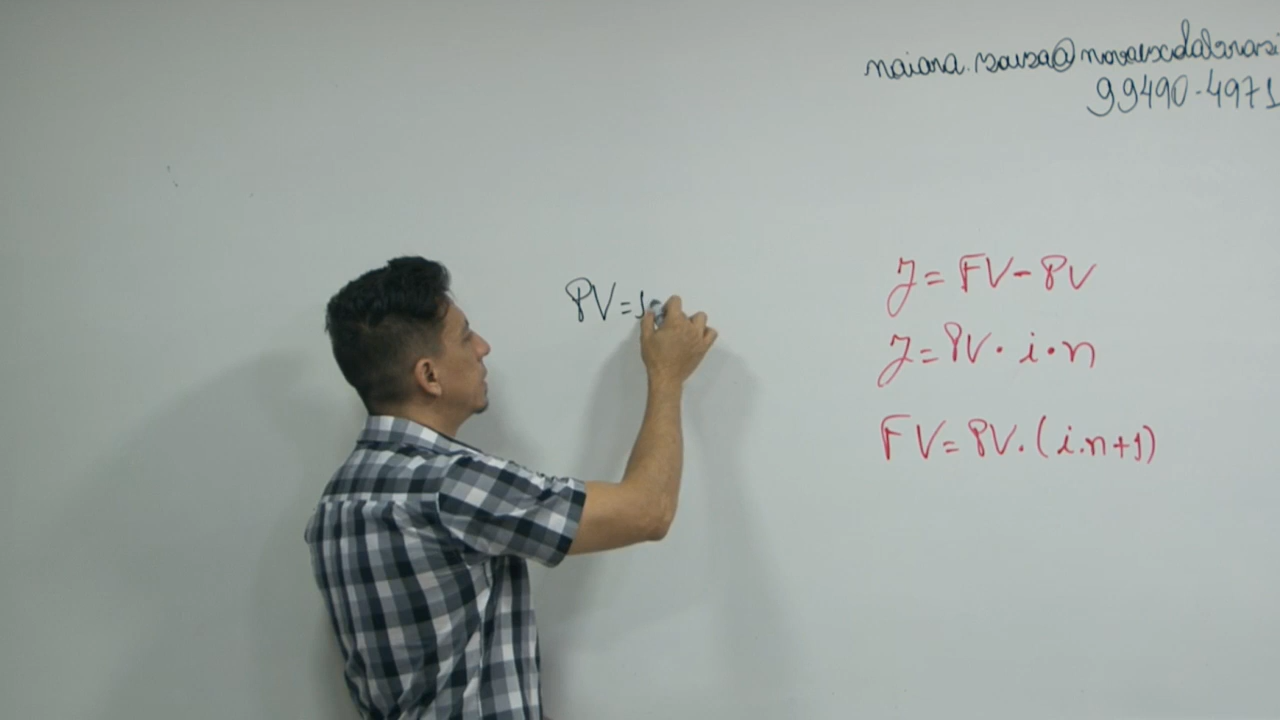 99490-4971
PV=1
J=FV-PV
J=PV.i.n
FV=PV.(i.n+1)